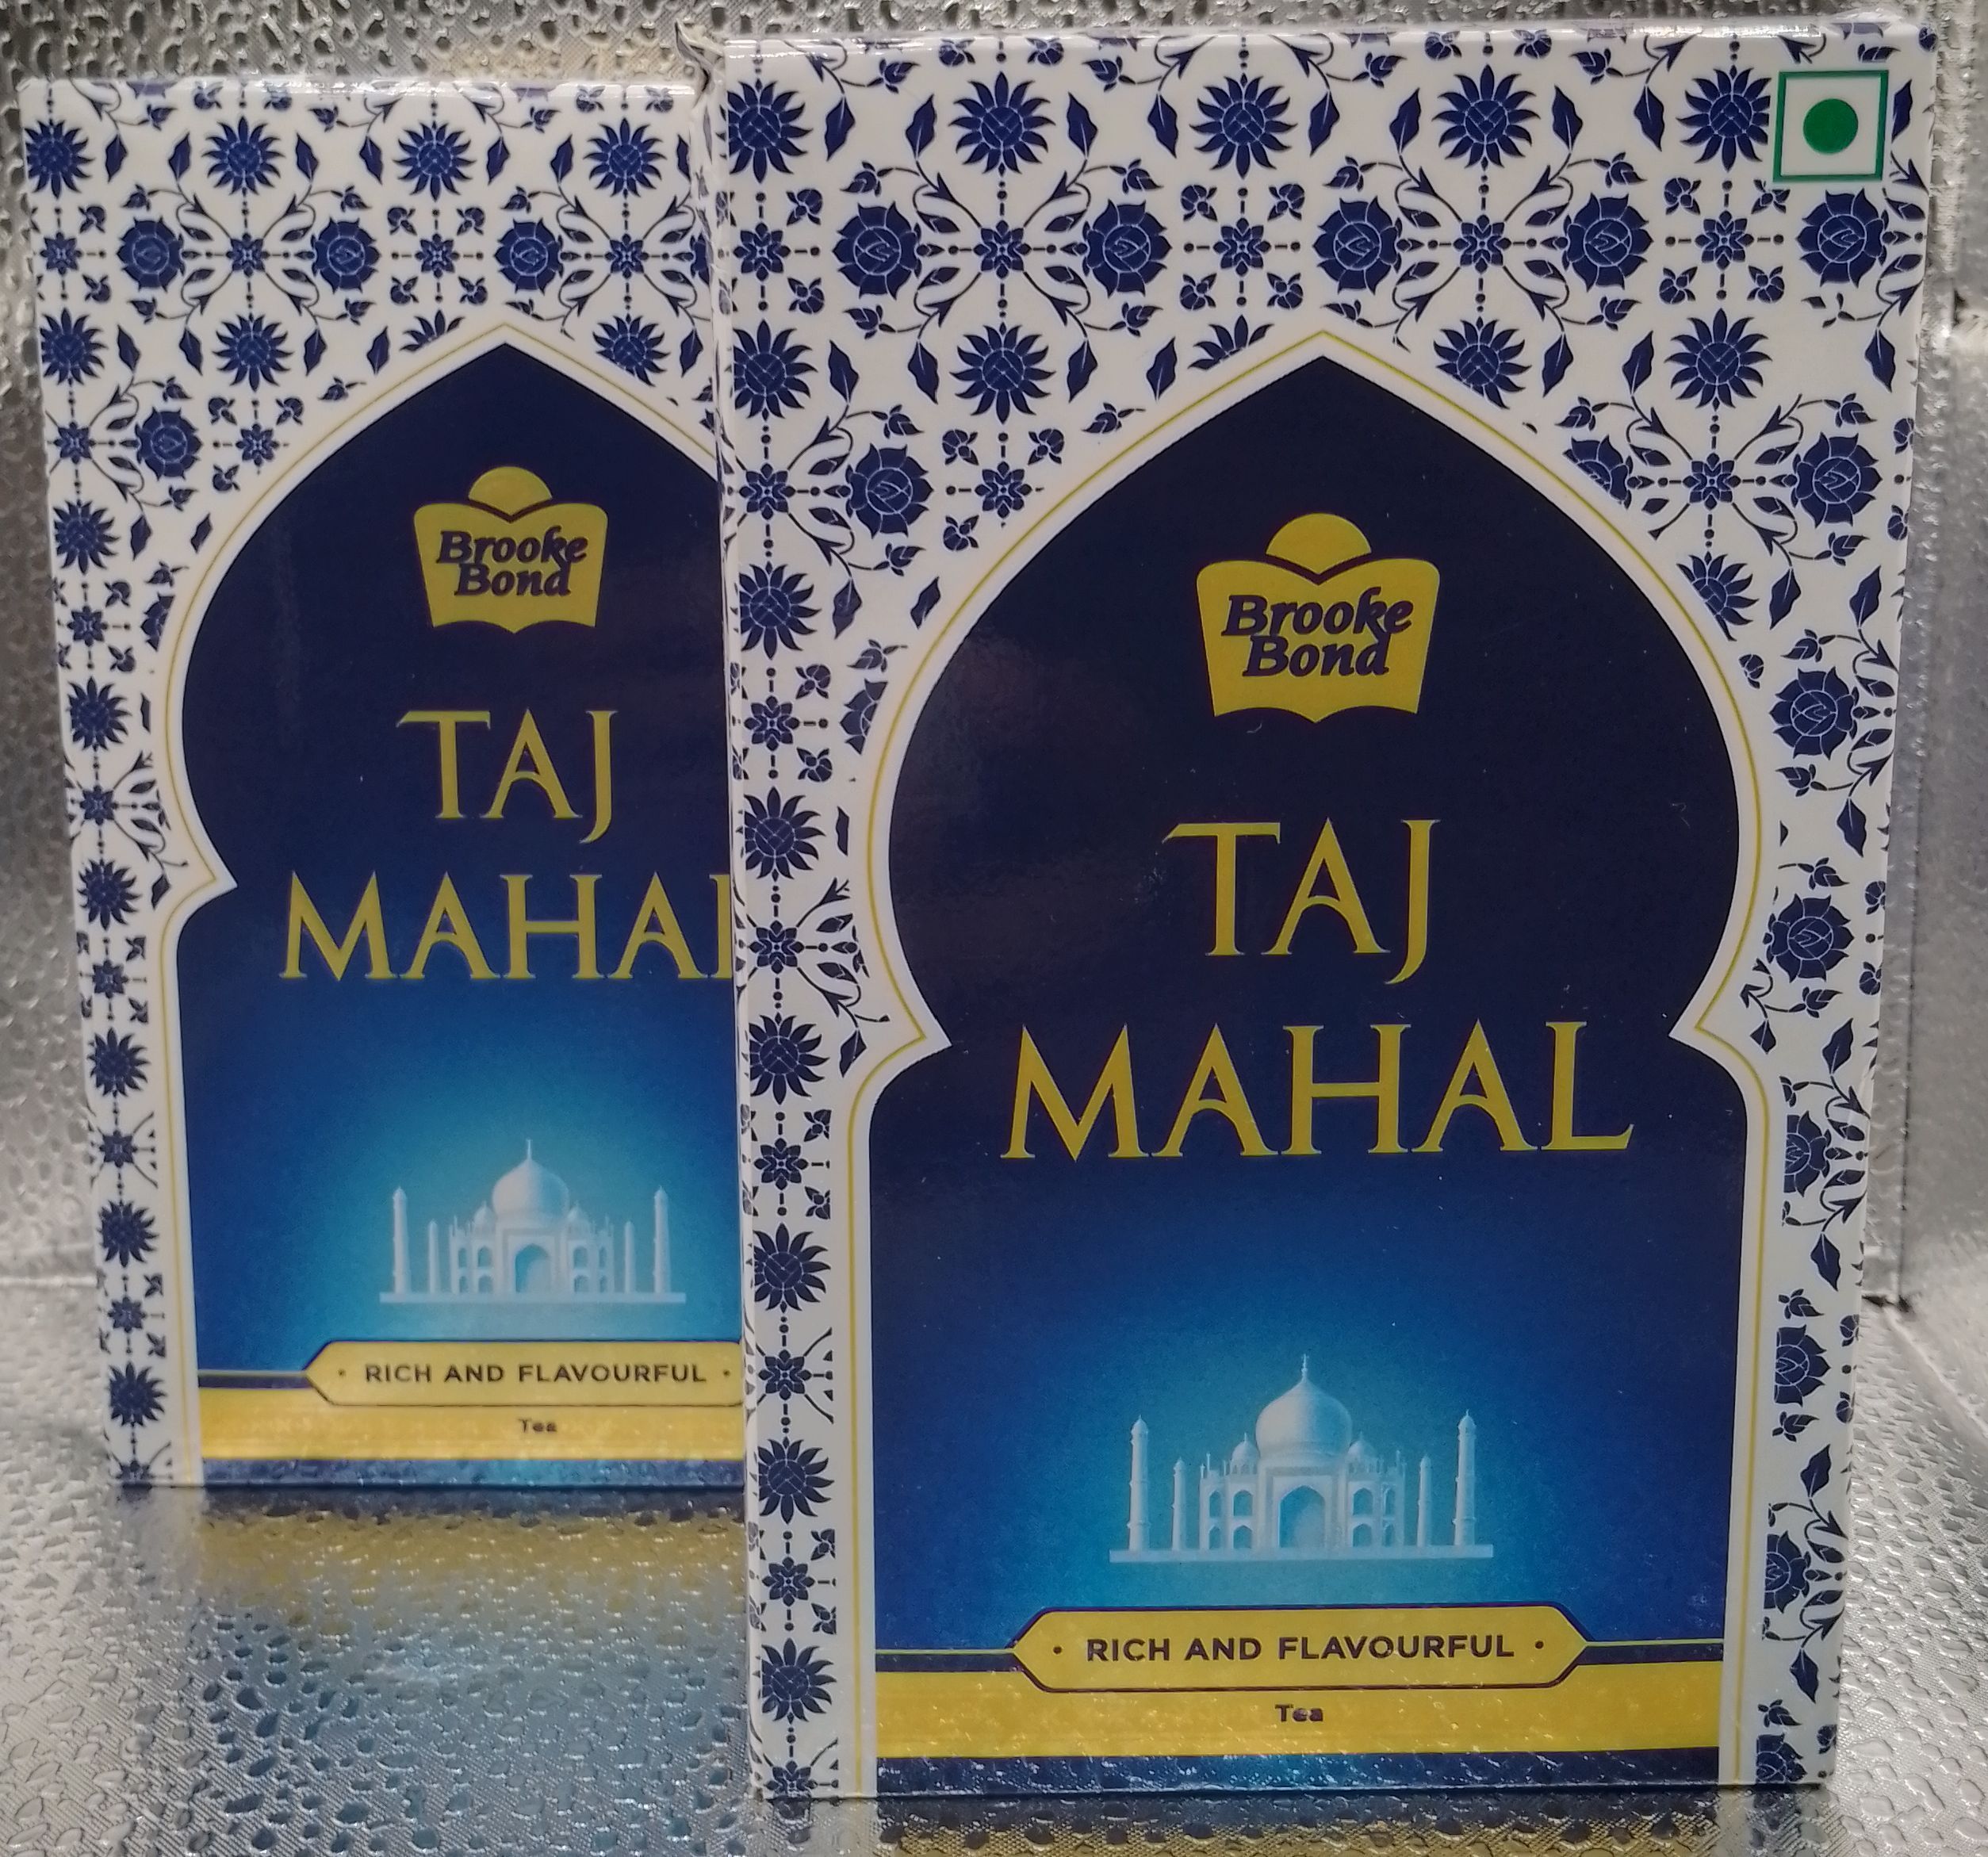 Brooke
Bond
TAJ
MAHAL
· RICH AND FLAVOURFUL ·
Tea
Brooke
Bond
TAJ
MAHAL
· RICH AND FLAVOURFUL ·
Tea